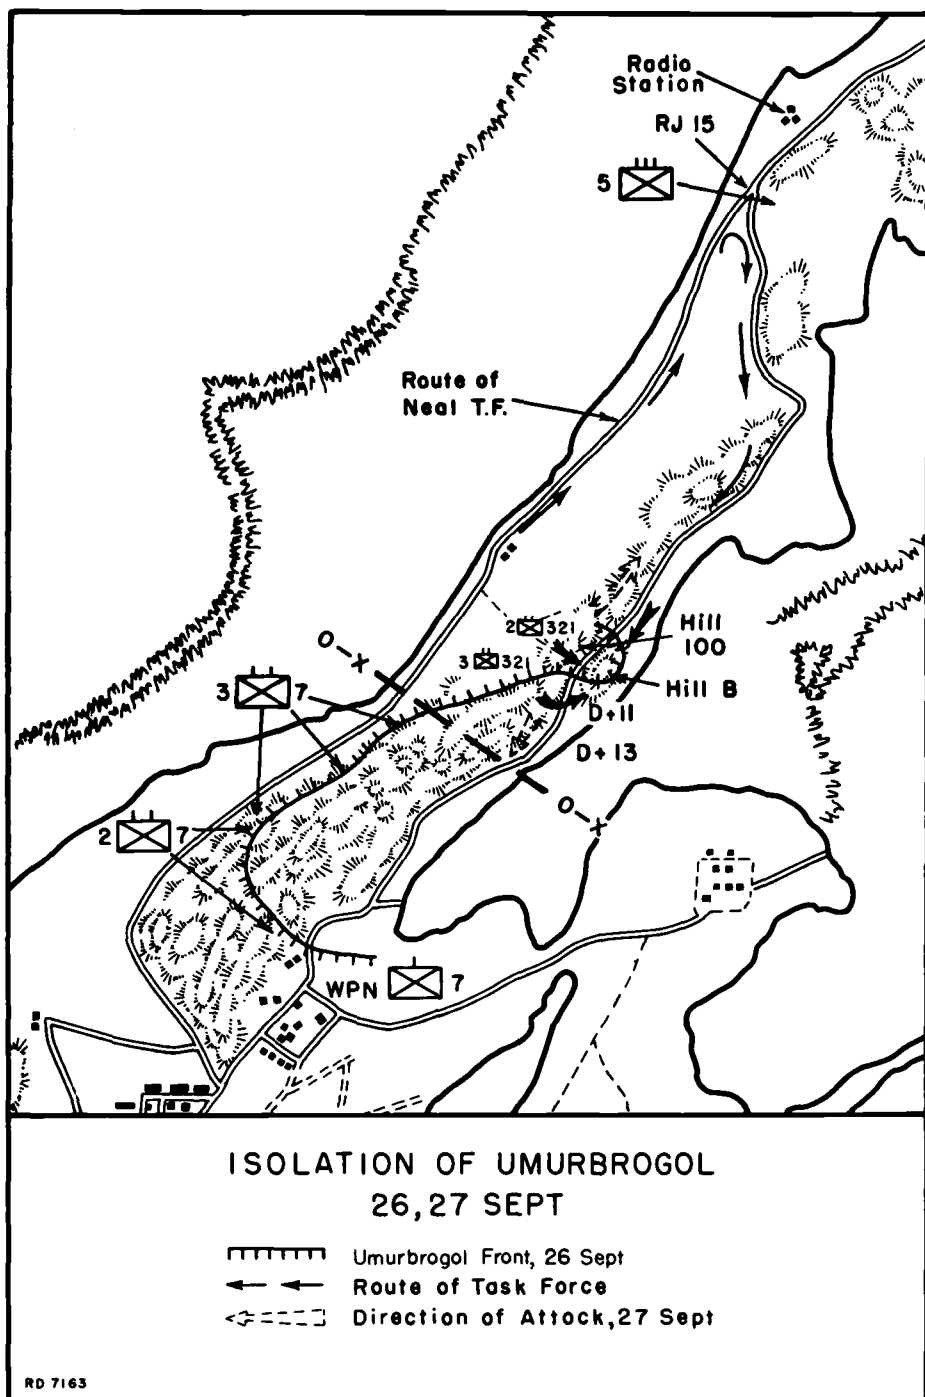 Radio
Station
RJ 15
5
Route of
Neal T.F.
O-X
2 321
3 321
Hill
100
Hill B
3 7
D+11
D+13
2 7
O-X
WPN 7
ISOLATION OF UMURBROGOL
26,27 SEPT
Umurbrogol Front, 26 Sept
Route of Task Force
Direction of Attock,27 Sept
RD 7163